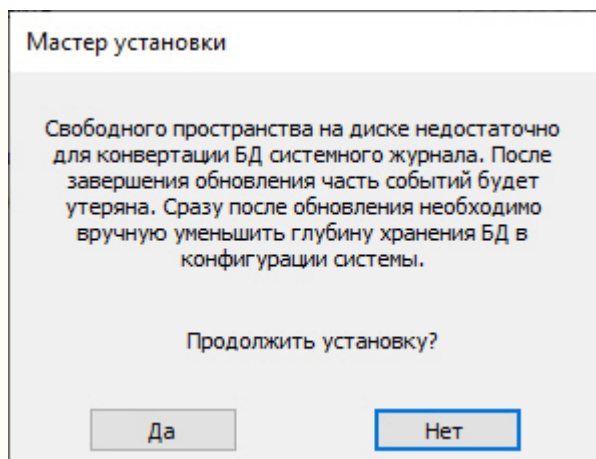 Мастер установки
Свободного пространства на диске недостаточно
для конвертации БД системного журнала. После
завершения обновления часть событий будет
утеряна. Сразу после обновления необходимо
вручную уменьшить глубину хранения БД в
конфигурации системы.
Продолжить установку?
Да
Нет